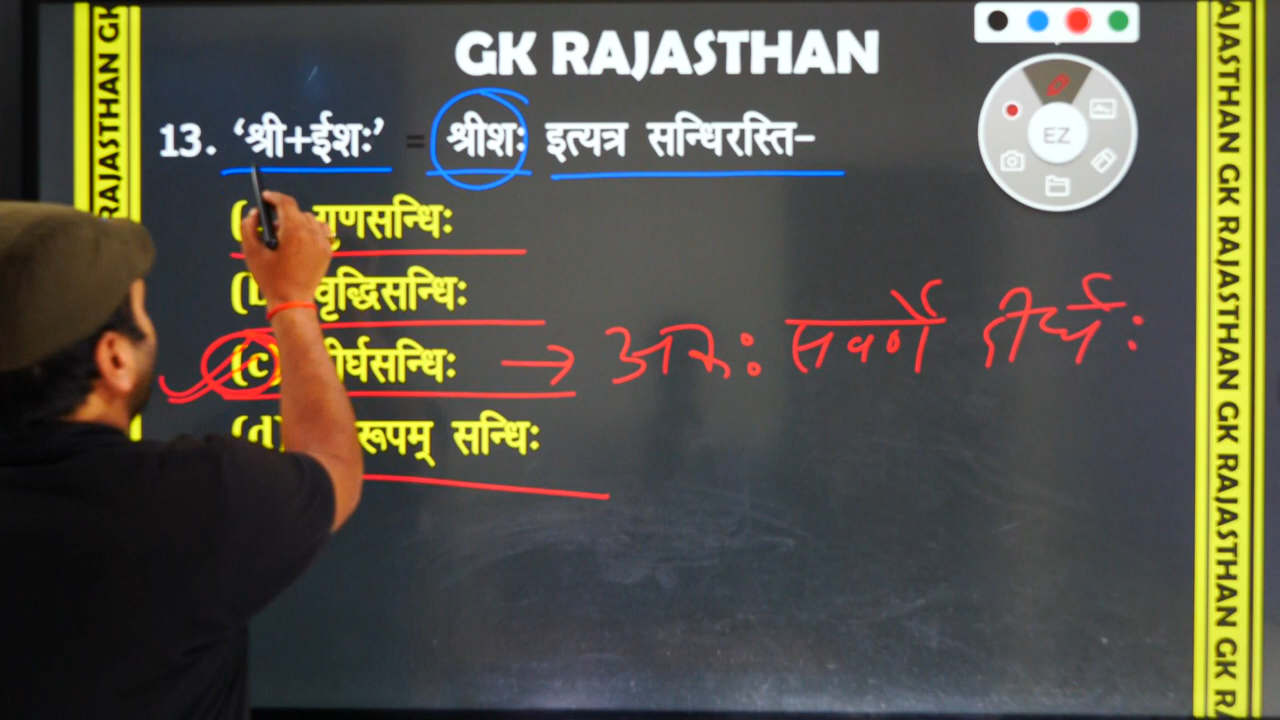 GK RAJASTHAN
13. ‘श्री+ईशः’ = श्रीशः इत्यत्र सन्धिरस्ति–
गुणसन्धिः
(b) वृद्धिसन्धिः
(c) दीर्घसन्धिः → अकः सवर्णे दीर्घः
(d) सन्धिः
EZ
RAJASTHAN GK
RAJASTHAN GK RAJASTHAN GK RAJASTHAN GK